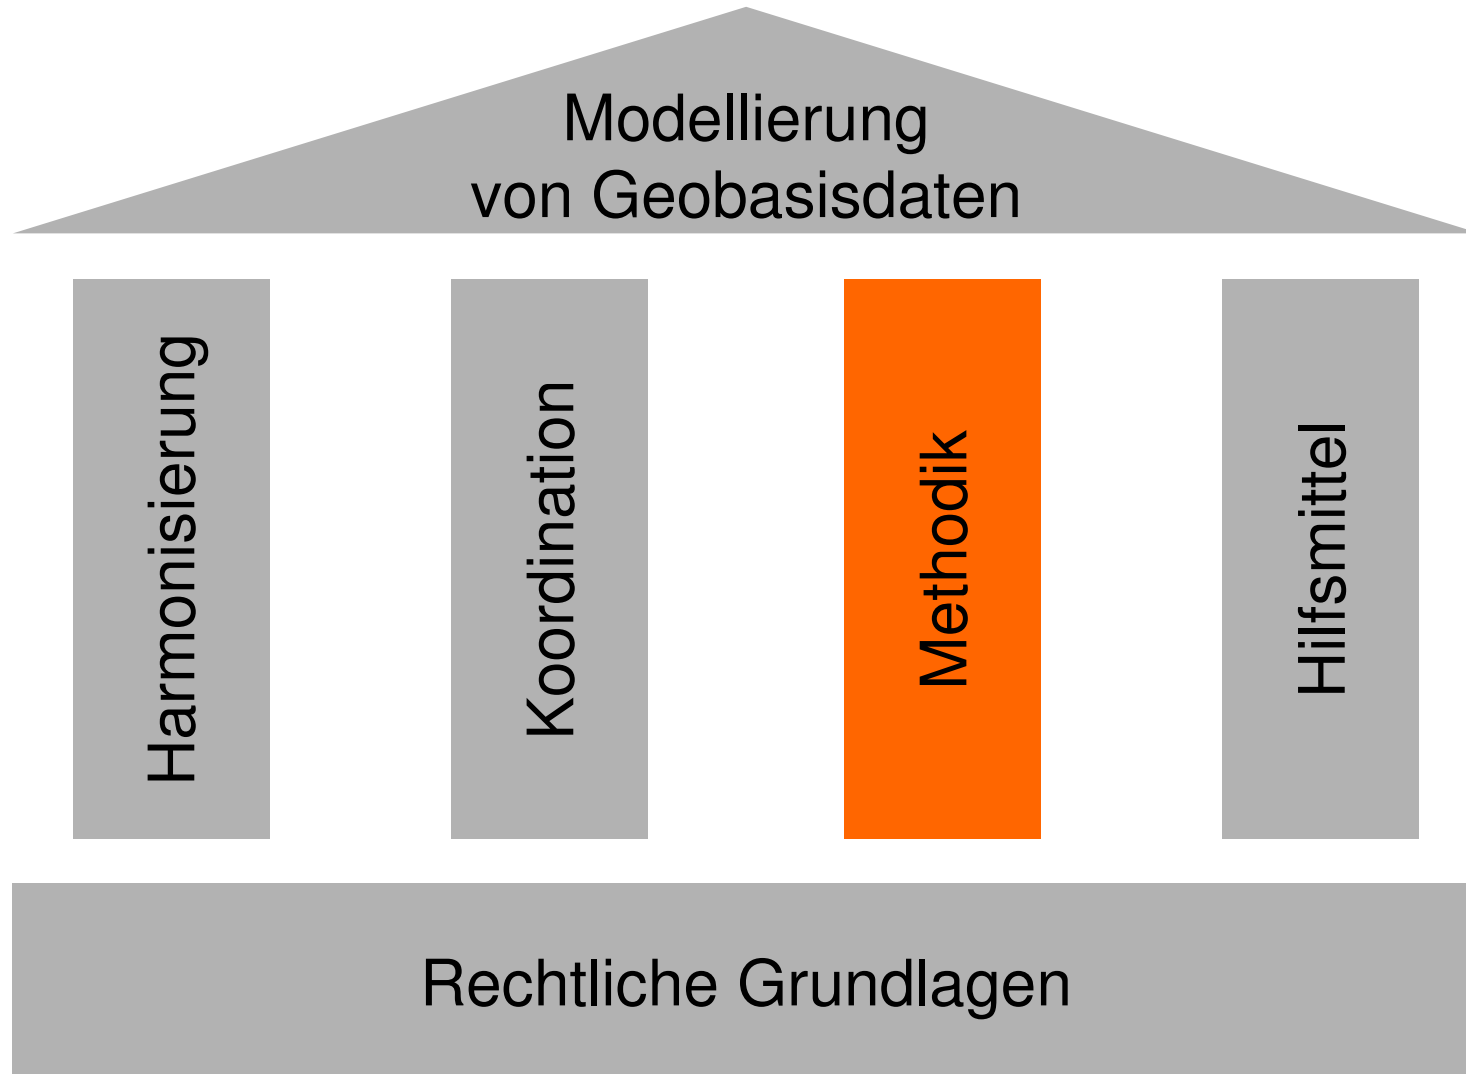 Modellierung
von Geobasisdaten
Harmonisierung
Koordination
Methodik
Hilfsmittel
Rechtliche Grundlagen